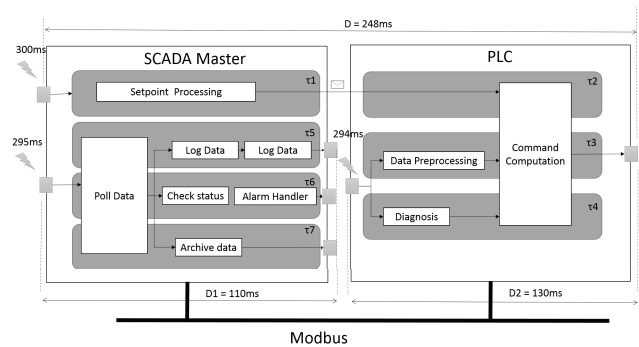 D = 248ms
300ms
SCADA Master
PLC
τ1
τ2
Setpoint Processing
295ms
τ5
294ms
τ3
Log Data
Log Data
Data Preprocessing
Command
Computation
Poll Data
τ6
Check status
Alarm Handler
τ4
Diagnosis
τ7
Archive data
D1 = 110ms
D2 = 130ms
Modbus